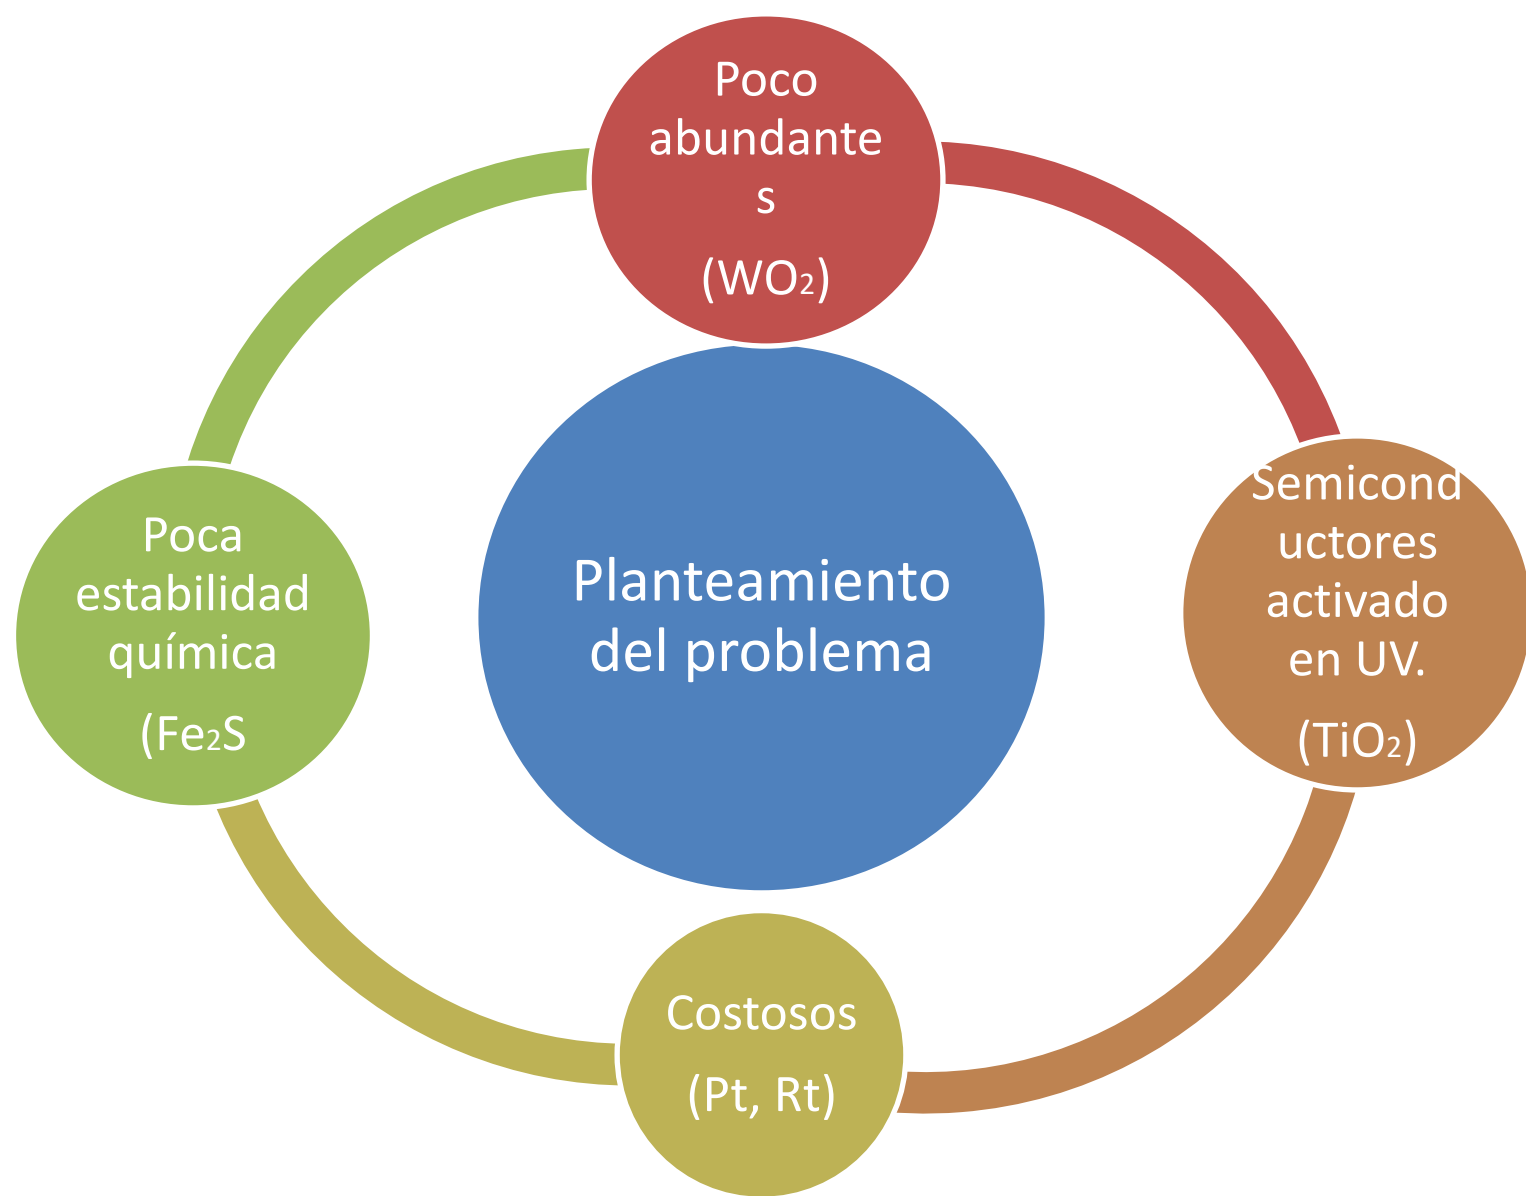 Poco
abundante
s
(WO₂)
Semicond
uctores
activado
en UV.
(TiO₂)
Planteamiento
del problema
Poca
estabilidad
química
(Fe₂S
Costosos
(Pt, Rt)